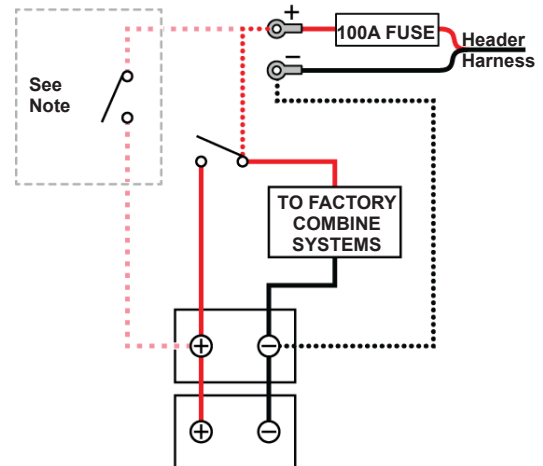 +
100A FUSE
−
Header
Harness
See
Note
TO FACTORY
COMBINE
SYSTEMS
+
−
+
−